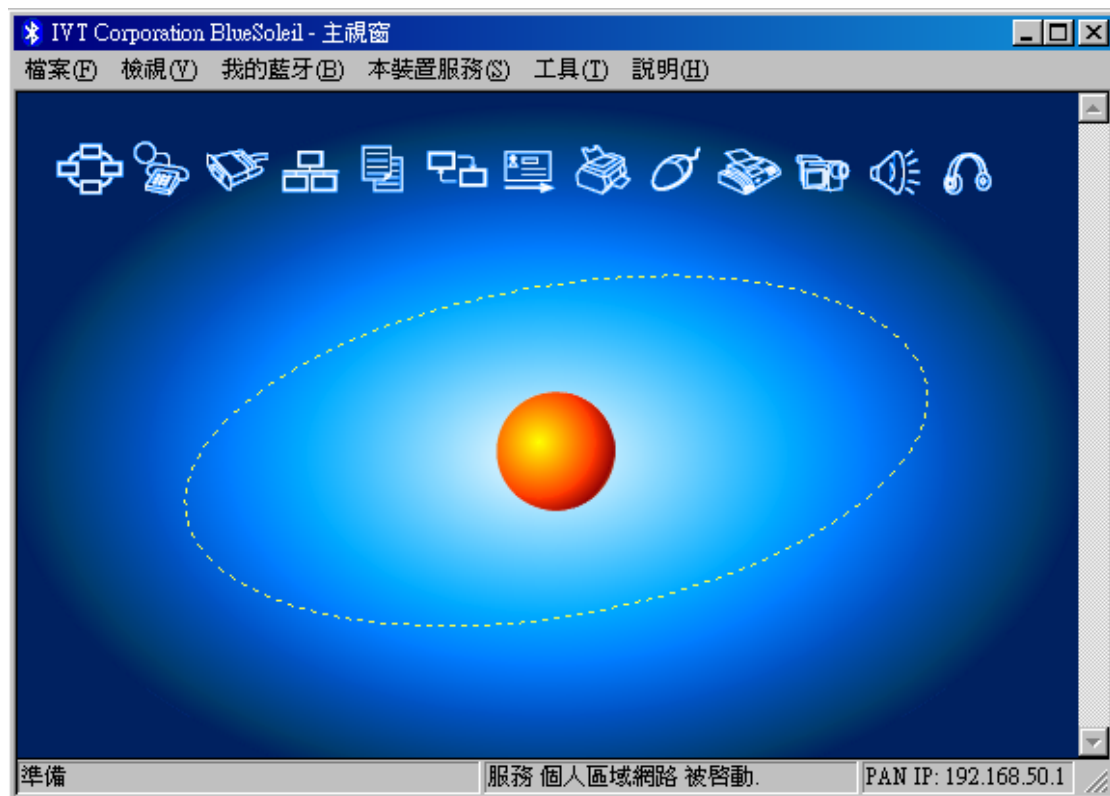 IVT Corporation BlueSoleil - 主視窗
檔案(F) 檢視(V) 我的藍牙(B) 本裝置服務(S) 工具(T) 說明(H)
準備 服務 個人區域網路 被啓動. PAN IP: 192.168.50.1